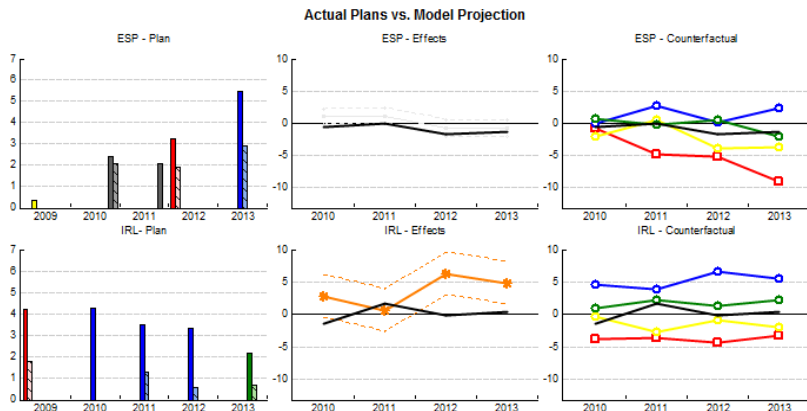 Actual Plans vs. Model Projection
ESP - Plan
7
6
5
4
3
2
1
0
2009 2010 2011 2012 2013
ESP - Effects
10
5
0
-5
-10
2010 2011 2012 2013
ESP - Counterfactual
10
5
0
-5
-10
2010 2011 2012 2013
IRL- Plan
7
6
5
4
3
2
1
0
2009 2010 2011 2012 2013
IRL - Effects
10
5
0
-5
-10
2010 2011 2012 2013
IRL - Counterfactual
10
5
0
-5
-10
2010 2011 2012 2013